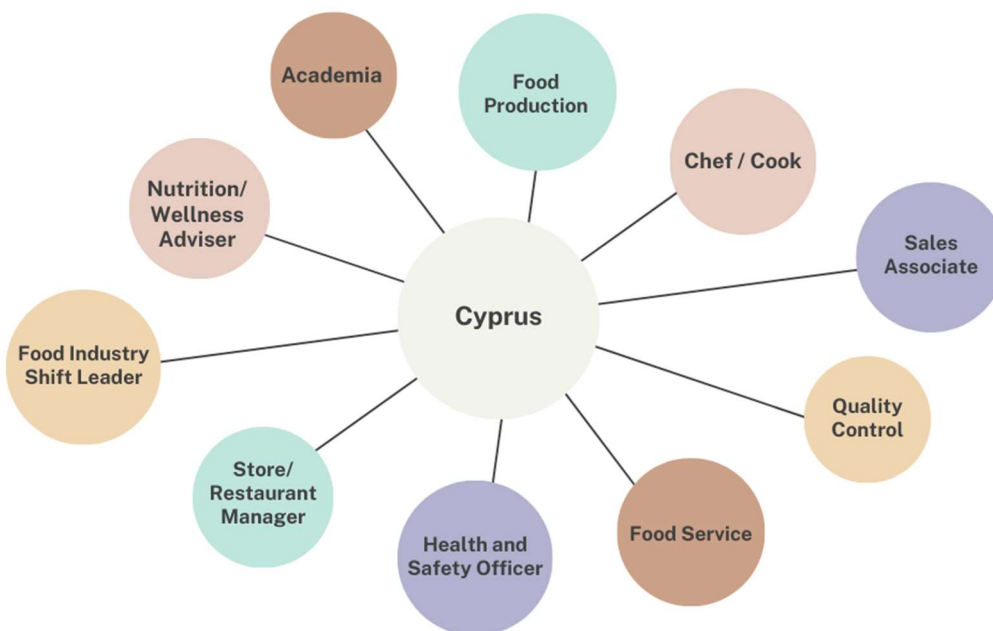 Academia
Food
Production
Chef / Cook
Nutrition/
Wellness
Adviser
Sales
Associate
Cyprus
Food Industry
Shift Leader
Quality
Control
Store/
Restaurant
Manager
Health and
Safety Officer
Food Service